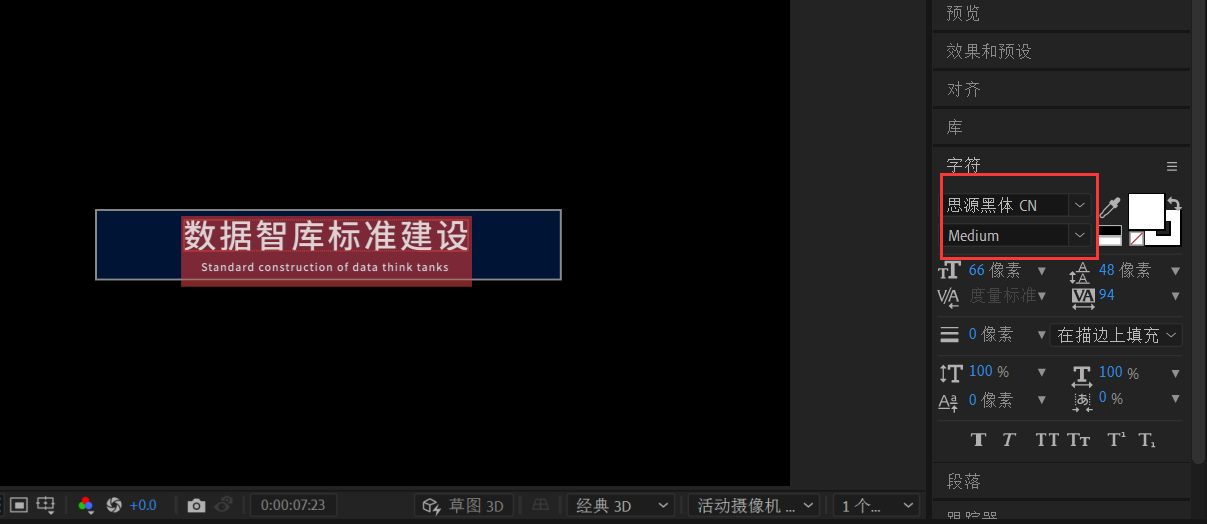 预览
效果和预设
对齐
库
字符
思源黑体 CN
Medium
66 像素
48 像素
度量标准
94
0 像素
在描边上填充
100 %
100 %
0 像素
0 %
段落
跟踪器
数据智库标准建设
Standard construction of data think tanks
+0.0
0:00:07:23
草图 3D
经典 3D
活动摄像机 ...
1 个...